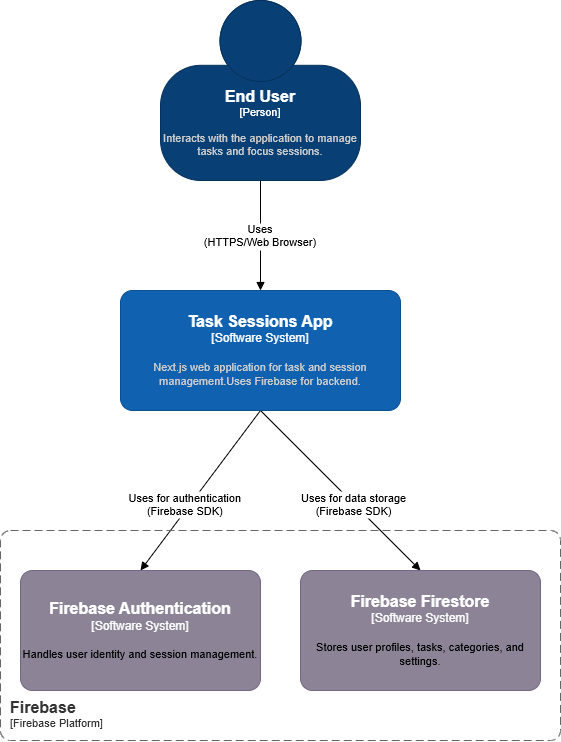 End User
[Person]
Interacts with the application to manage
tasks and focus sessions.
Uses
(HTTPS/Web Browser)
Task Sessions App
[Software System]
Next.js web application for task and session
management.Uses Firebase for backend.
Uses for authentication
(Firebase SDK)
Uses for data storage
(Firebase SDK)
Firebase Authentication
[Software System]
Handles user identity and session management.
Firebase Firestore
[Software System]
Stores user profiles, tasks, categories, and
settings.
Firebase
[Firebase Platform]